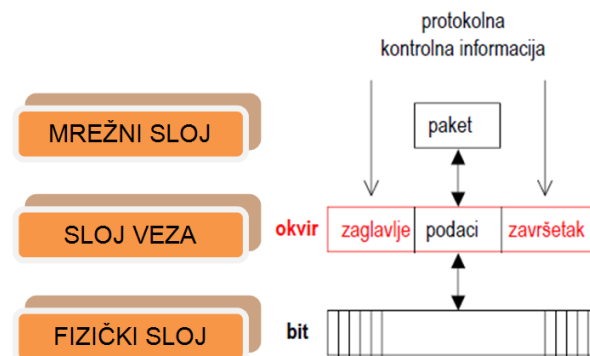 protokolna
kontrolna informacija
MREŽNI SLOJ
paket
SLOJ VEZA
okvir zaglavlje podaci završetak
FIZIČKI SLOJ
bit